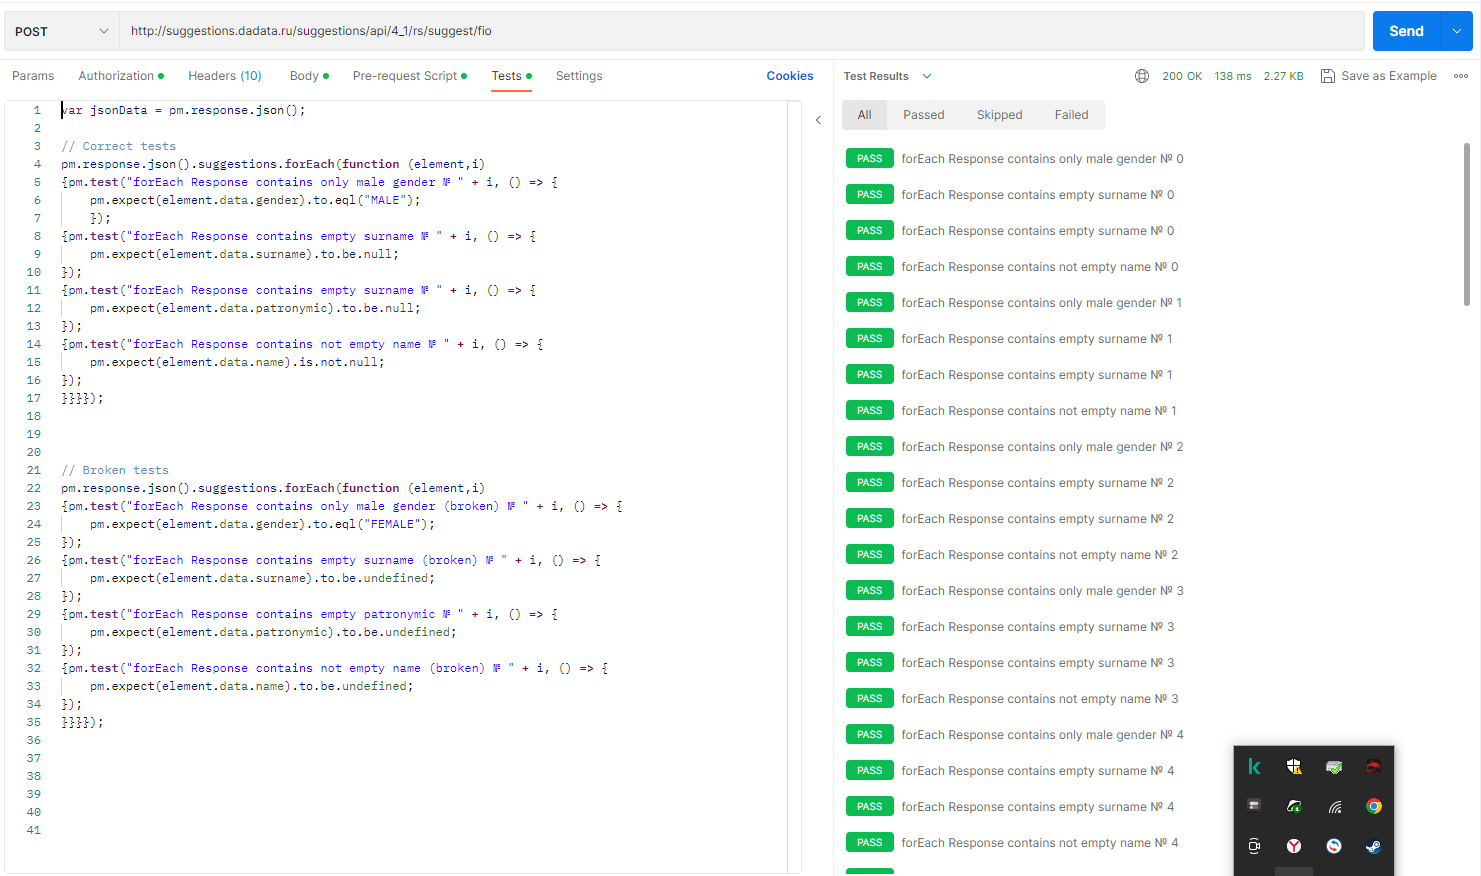 POST
http://suggestions.dadata.ru/suggestions/api/4_1/rs/suggest/fio
Send
Params Authorization Headers (10) Body Pre-request Script Tests Settings Cookies
1 var jsonData = pm.response.json();
2
3 // Correct tests
4 pm.response.json().suggestions.forEach(function (element,i)
5 {pm.test("forEach Response contains only male gender № " + i, () => {
6 pm.expect(element.data.gender).to.eql("MALE");
7 });
8 {pm.test("forEach Response contains empty surname № " + i, () => {
9 pm.expect(element.data.surname).to.be.null;
10 });
11 {pm.test("forEach Response contains empty surname № " + i, () => {
12 pm.expect(element.data.patronymic).to.be.null;
13 });
14 {pm.test("forEach Response contains not empty name № " + i, () => {
15 pm.expect(element.data.name).is.not.null;
16 });
17 }}}});
18
19
20
21 // Broken tests
22 pm.response.json().suggestions.forEach(function (element,i)
23 {pm.test("forEach Response contains only male gender (broken) № " + i, () => {
24 pm.expect(element.data.gender).to.eql("FEMALE");
25 });
26 {pm.test("forEach Response contains empty surname (broken) № " + i, () => {
27 pm.expect(element.data.surname).to.be.undefined;
28 });
29 {pm.test("forEach Response contains empty patronymic № " + i, () => {
30 pm.expect(element.data.patronymic).to.be.undefined;
31 });
32 {pm.test("forEach Response contains not empty name (broken) № " + i, () => {
33 pm.expect(element.data.name).to.be.undefined;
34 });
35 }}}});
36
37
38
39
40
41
Test Results 200 OK 138 ms 2.27 KB Save as Example
All Passed Skipped Failed
PASS forEach Response contains only male gender № 0
PASS forEach Response contains empty surname № 0
PASS forEach Response contains empty surname № 0
PASS forEach Response contains not empty name № 0
PASS forEach Response contains only male gender № 1
PASS forEach Response contains empty surname № 1
PASS forEach Response contains empty surname № 1
PASS forEach Response contains not empty name № 1
PASS forEach Response contains only male gender № 2
PASS forEach Response contains empty surname № 2
PASS forEach Response contains empty surname № 2
PASS forEach Response contains not empty name № 2
PASS forEach Response contains only male gender № 3
PASS forEach Response contains empty surname № 3
PASS forEach Response contains empty surname № 3
PASS forEach Response contains not empty name № 3
PASS forEach Response contains only male gender № 4
PASS forEach Response contains empty surname № 4
PASS forEach Response contains empty surname № 4
PASS forEach Response contains not empty name № 4